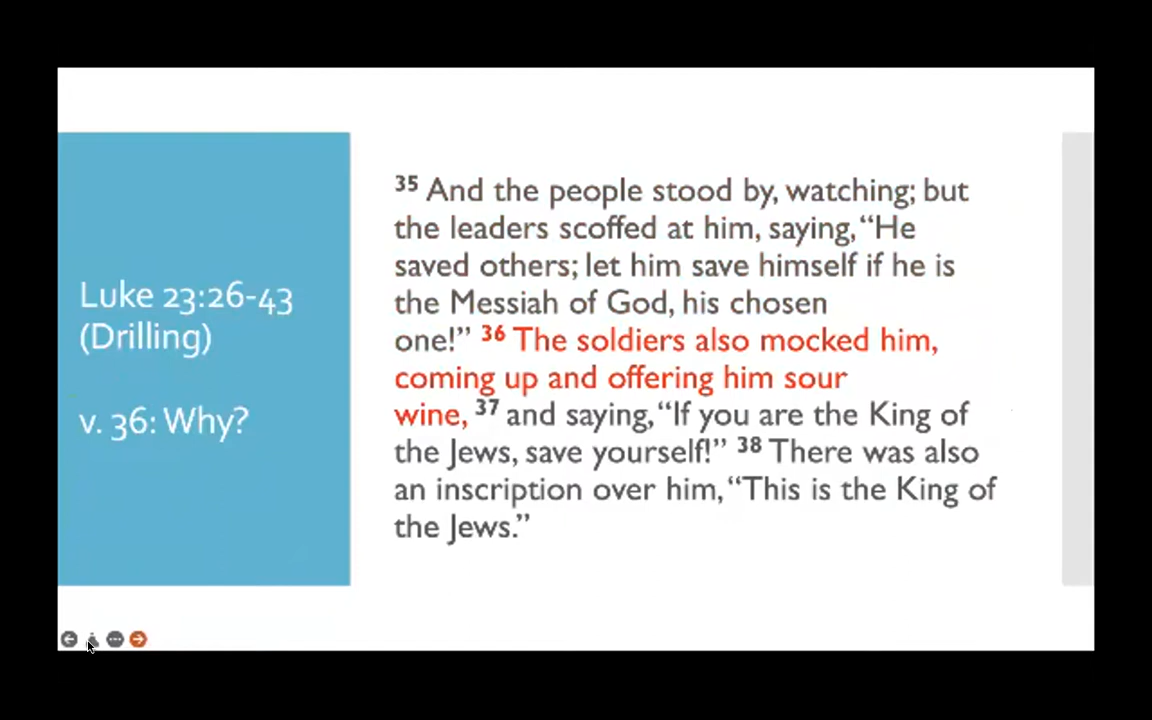 Luke 23:26-43
(Drilling)
v. 36: Why?
35 And the people stood by, watching; but
the leaders scoffed at him, saying, “He
saved others; let him save himself if he is
the Messiah of God, his chosen
one!” 36 The soldiers also mocked him,
coming up and offering him sour
wine, 37 and saying, “If you are the King of
the Jews, save yourself!” 38 There was also
an inscription over him, “This is the King of
the Jews.”